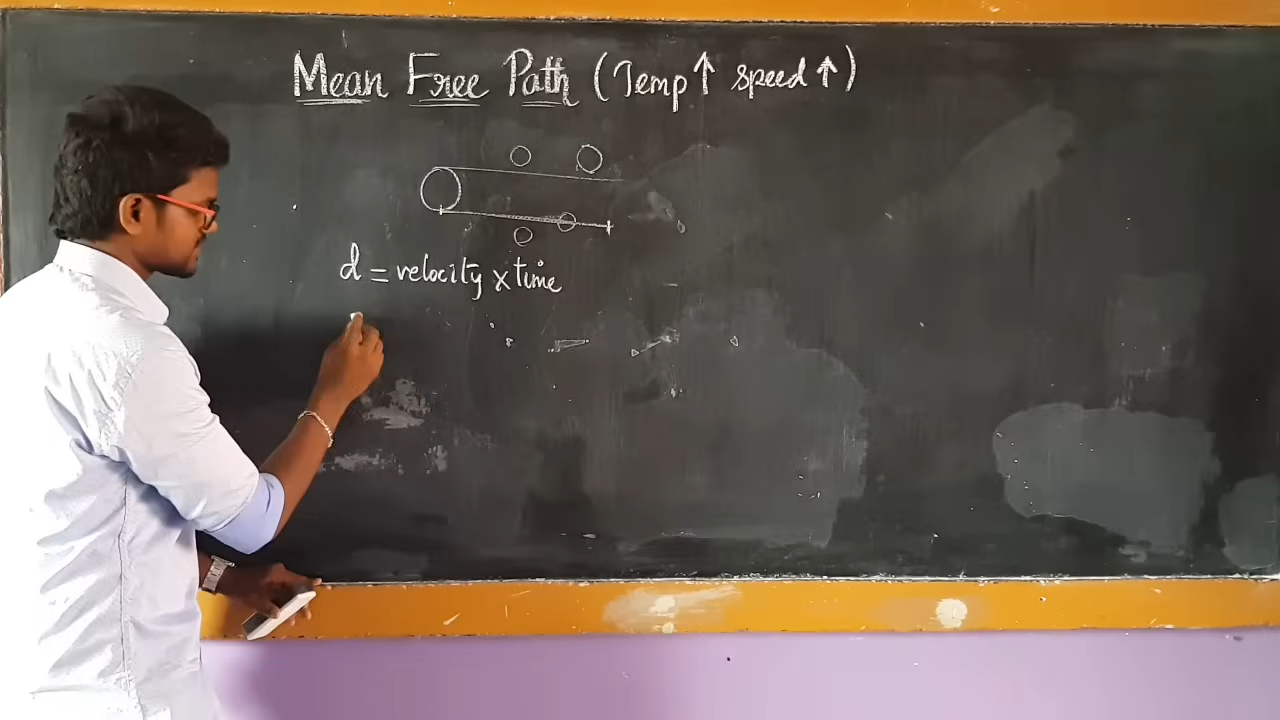 Mean Free Path (Temp↑ speed↑)
d = velocity × time